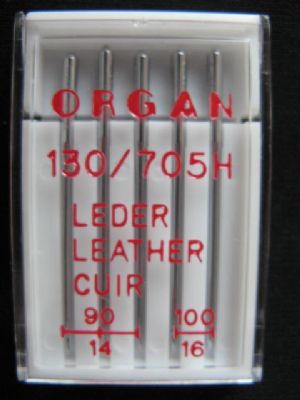 ORGAN
130/705H
LEDER
LEATHER
CUIR
90 100
14 16